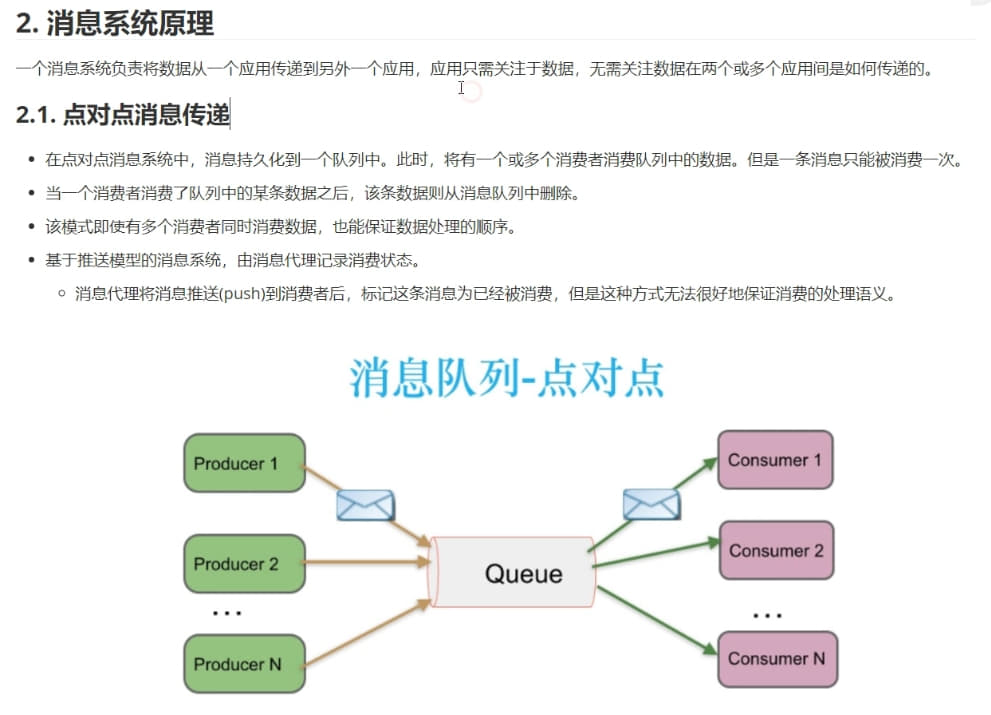 2. 消息系统原理
一个消息系统负责将数据从一个应用传递到另外一个应用，应用只需关注于数据，无需关注数据在两个或多个应用间是如何传递的。
2.1. 点对点消息传递
• 在点对点消息系统中，消息持久化到一个队列中。此时，将有一个或多个消费者消费队列中的数据。但是一条消息只能被消费一次。
• 当一个消费者消费了队列中的某条数据之后，该条数据则从消息队列中删除。
• 该模式即使有多个消费者同时消费数据，也能保证数据处理的顺序。
• 基于推送模型的消息系统，由消息代理记录消费状态。
○ 消息代理将消息推送(push)到消费者后，标记这条消息为已经被消费，但是这种方式无法很好地保证消费的处理语义。
消息队列-点对点
Producer 1
Consumer 1
Producer 2
Queue
Consumer 2
...
...
Producer N
Consumer N